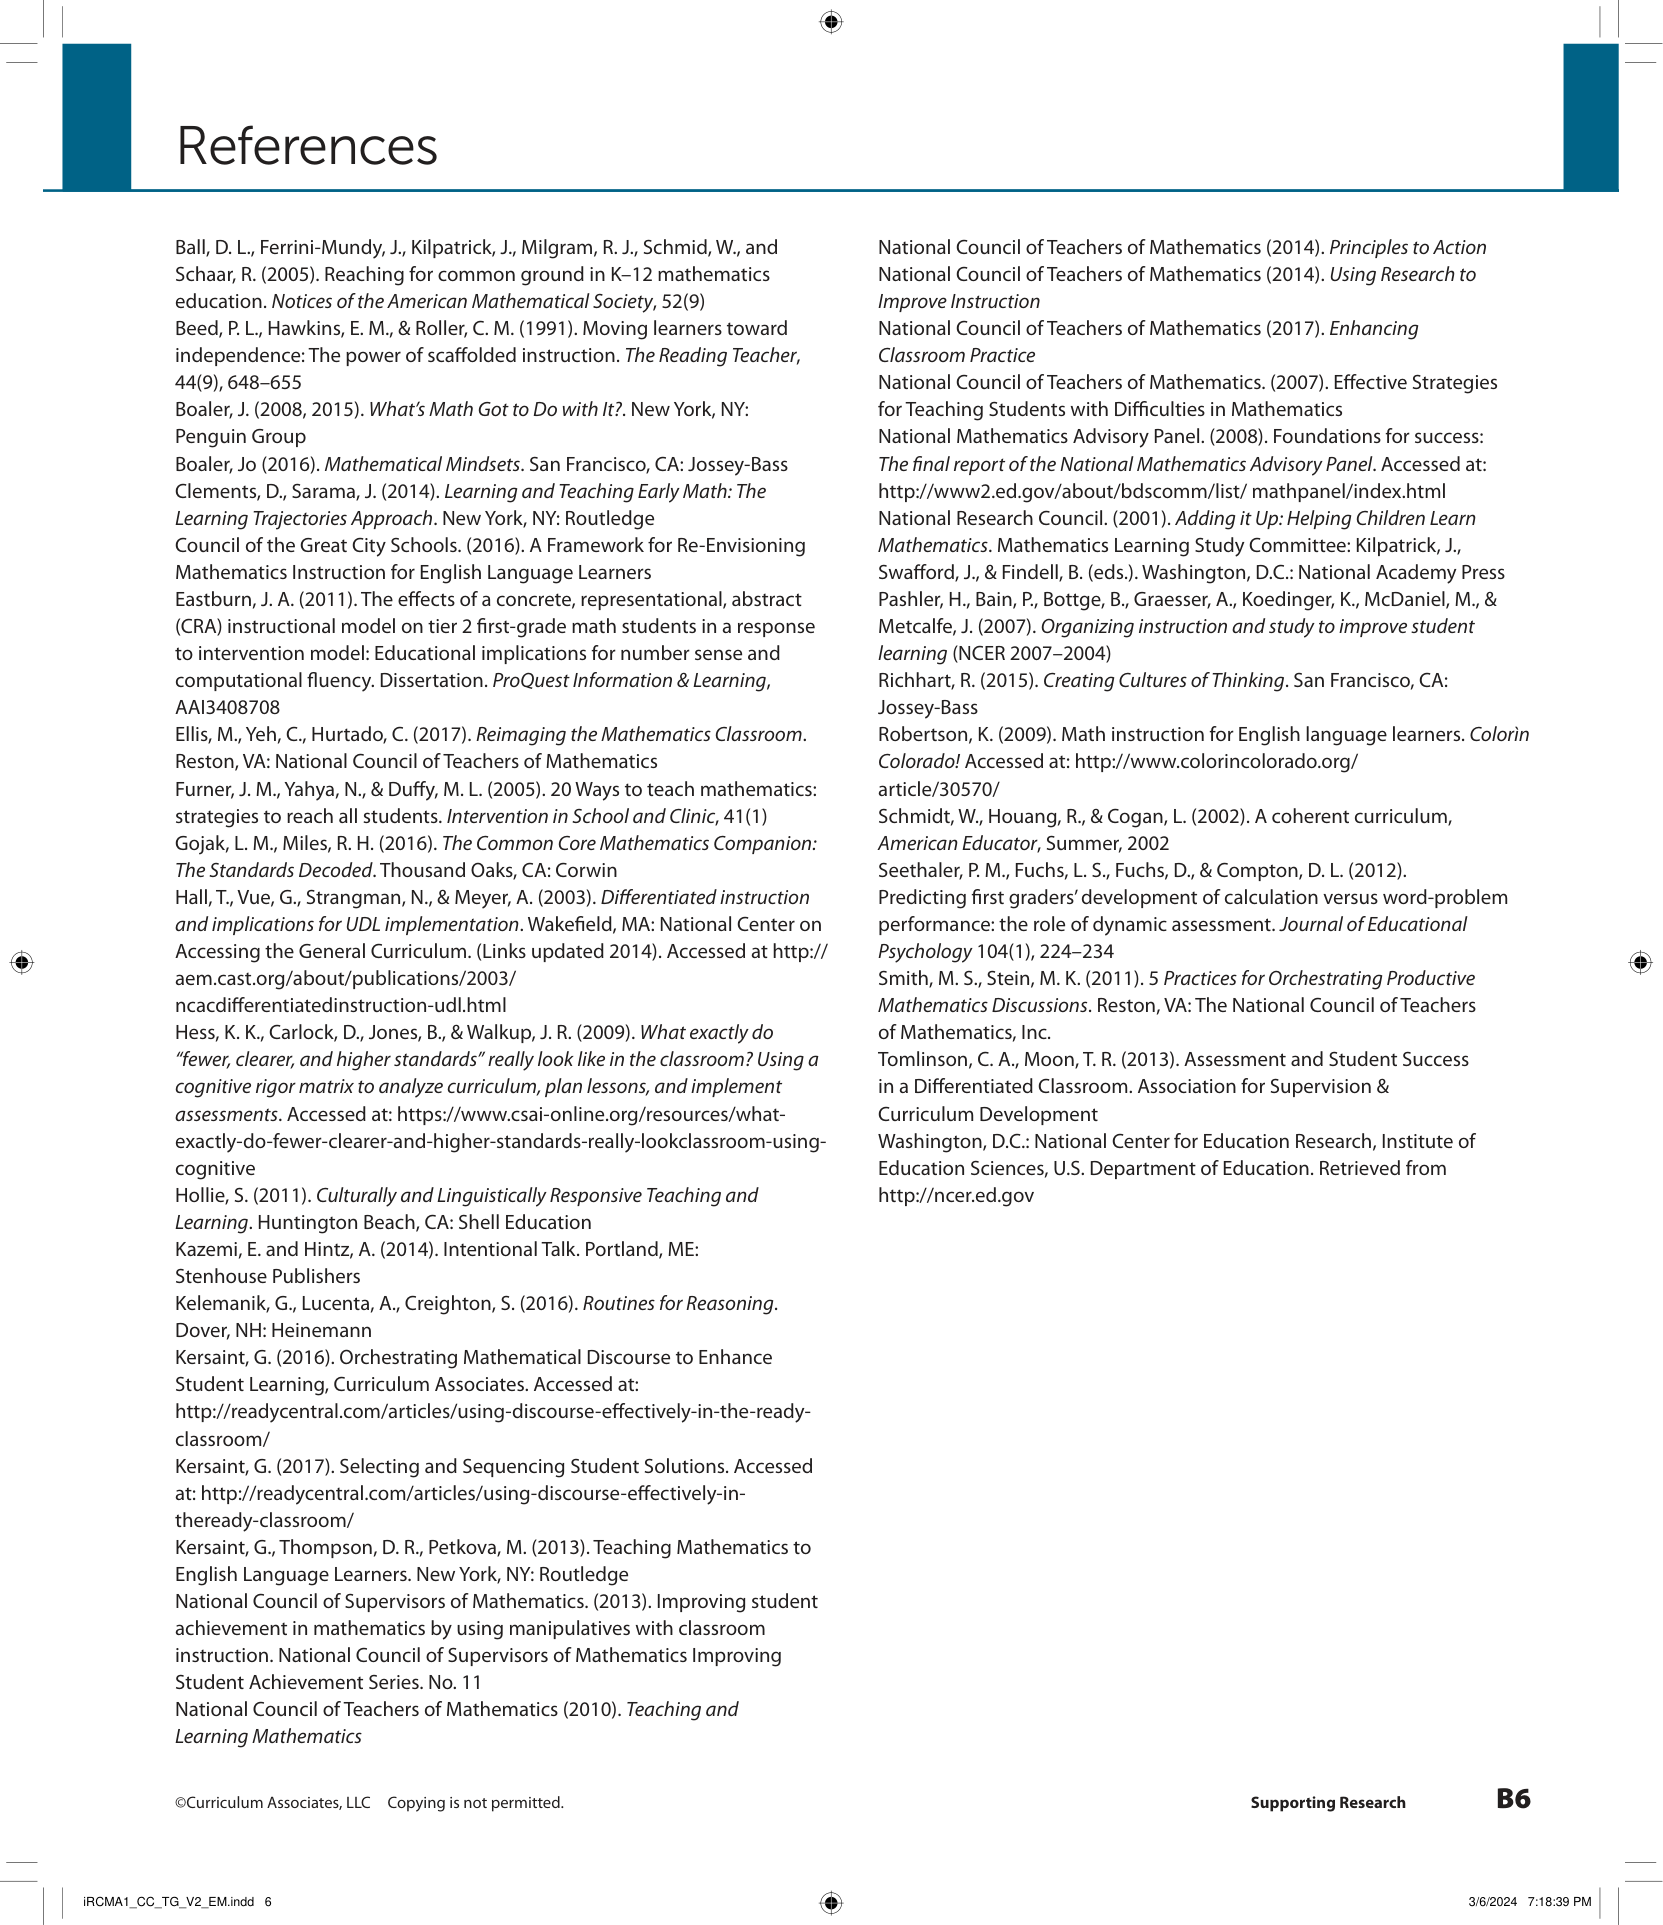 References
Ball, D. L., Ferrini-Mundy, J., Kilpatrick, J., Milgram, R. J., Schmid, W., and
Schaar, R. (2005). Reaching for common ground in K–12 mathematics
education. Notices of the American Mathematical Society, 52(9)
Beed, P. L., Hawkins, E. M., & Roller, C. M. (1991). Moving learners toward
independence: The power of scaffolded instruction. The Reading Teacher,
44(9), 648–655
Boaler, J. (2008, 2015). What’s Math Got to Do with It?. New York, NY:
Penguin Group
Boaler, Jo (2016). Mathematical Mindsets. San Francisco, CA: Jossey-Bass
Clements, D., Sarama, J. (2014). Learning and Teaching Early Math: The
Learning Trajectories Approach. New York, NY: Routledge
Council of the Great City Schools. (2016). A Framework for Re-Envisioning
Mathematics Instruction for English Language Learners
Eastburn, J. A. (2011). The effects of a concrete, representational, abstract
(CRA) instructional model on tier 2 first-grade math students in a response
to intervention model: Educational implications for number sense and
computational fluency. Dissertation. ProQuest Information & Learning,
AAI3408708
Ellis, M., Yeh, C., Hurtado, C. (2017). Reimaging the Mathematics Classroom.
Reston, VA: National Council of Teachers of Mathematics
Furner, J. M., Yahya, N., & Duffy, M. L. (2005). 20 Ways to teach mathematics:
strategies to reach all students. Intervention in School and Clinic, 41(1)
Gojak, L. M., Miles, R. H. (2016). The Common Core Mathematics Companion:
The Standards Decoded. Thousand Oaks, CA: Corwin
Hall, T., Vue, G., Strangman, N., & Meyer, A. (2003). Differentiated instruction
and implications for UDL implementation. Wakefield, MA: National Center on
Accessing the General Curriculum. (Links updated 2014). Accessed at http://
aem.cast.org/about/publications/2003/
ncacdifferentiatedinstruction-udl.html
Hess, K. K., Carlock, D., Jones, B., & Walkup, J. R. (2009). What exactly do
“fewer, clearer, and higher standards” really look like in the classroom? Using a
cognitive rigor matrix to analyze curriculum, plan lessons, and implement
assessments. Accessed at: https://www.csai-online.org/resources/what-
exactly-do-fewer-clearer-and-higher-standards-really-lookclassroom-using-
cognitive
Hollie, S. (2011). Culturally and Linguistically Responsive Teaching and
Learning. Huntington Beach, CA: Shell Education
Kazemi, E. and Hintz, A. (2014). Intentional Talk. Portland, ME:
Stenhouse Publishers
Kelemanik, G., Lucenta, A., Creighton, S. (2016). Routines for Reasoning.
Dover, NH: Heinemann
Kersaint, G. (2016). Orchestrating Mathematical Discourse to Enhance
Student Learning, Curriculum Associates. Accessed at:
http://readycentral.com/articles/using-discourse-effectively-in-the-ready-
classroom/
Kersaint, G. (2017). Selecting and Sequencing Student Solutions. Accessed
at: http://readycentral.com/articles/using-discourse-effectively-in-
theready-classroom/
Kersaint, G., Thompson, D. R., Petkova, M. (2013). Teaching Mathematics to
English Language Learners. New York, NY: Routledge
National Council of Supervisors of Mathematics. (2013). Improving student
achievement in mathematics by using manipulatives with classroom
instruction. National Council of Supervisors of Mathematics Improving
Student Achievement Series. No. 11
National Council of Teachers of Mathematics (2010). Teaching and
Learning Mathematics
National Council of Teachers of Mathematics (2014). Principles to Action
National Council of Teachers of Mathematics (2014). Using Research to
Improve Instruction
National Council of Teachers of Mathematics (2017). Enhancing
Classroom Practice
National Council of Teachers of Mathematics. (2007). Effective Strategies
for Teaching Students with Difficulties in Mathematics
National Mathematics Advisory Panel. (2008). Foundations for success:
The final report of the National Mathematics Advisory Panel. Accessed at:
http://www2.ed.gov/about/bdscomm/list/ mathpanel/index.html
National Research Council. (2001). Adding it Up: Helping Children Learn
Mathematics. Mathematics Learning Study Committee: Kilpatrick, J.,
Swafford, J., & Findell, B. (eds.). Washington, D.C.: National Academy Press
Pashler, H., Bain, P., Bottge, B., Graesser, A., Koedinger, K., McDaniel, M., &
Metcalfe, J. (2007). Organizing instruction and study to improve student
learning (NCER 2007–2004)
Richhart, R. (2015). Creating Cultures of Thinking. San Francisco, CA:
Jossey-Bass
Robertson, K. (2009). Math instruction for English language learners. Colorìn
Colorado! Accessed at: http://www.colorincolorado.org/
article/30570/
Schmidt, W., Houang, R., & Cogan, L. (2002). A coherent curriculum,
American Educator, Summer, 2002
Seethaler, P. M., Fuchs, L. S., Fuchs, D., & Compton, D. L. (2012).
Predicting first graders’ development of calculation versus word-problem
performance: the role of dynamic assessment. Journal of Educational
Psychology 104(1), 224–234
Smith, M. S., Stein, M. K. (2011). 5 Practices for Orchestrating Productive
Mathematics Discussions. Reston, VA: The National Council of Teachers
of Mathematics, Inc.
Tomlinson, C. A., Moon, T. R. (2013). Assessment and Student Success
in a Differentiated Classroom. Association for Supervision &
Curriculum Development
Washington, D.C.: National Center for Education Research, Institute of
Education Sciences, U.S. Department of Education. Retrieved from
http://ncer.ed.gov
©Curriculum Associates, LLC Copying is not permitted.
Supporting Research B6
iRCMA1_CC_TG_V2_EM.indd 6
3/6/2024 7:18:39 PM